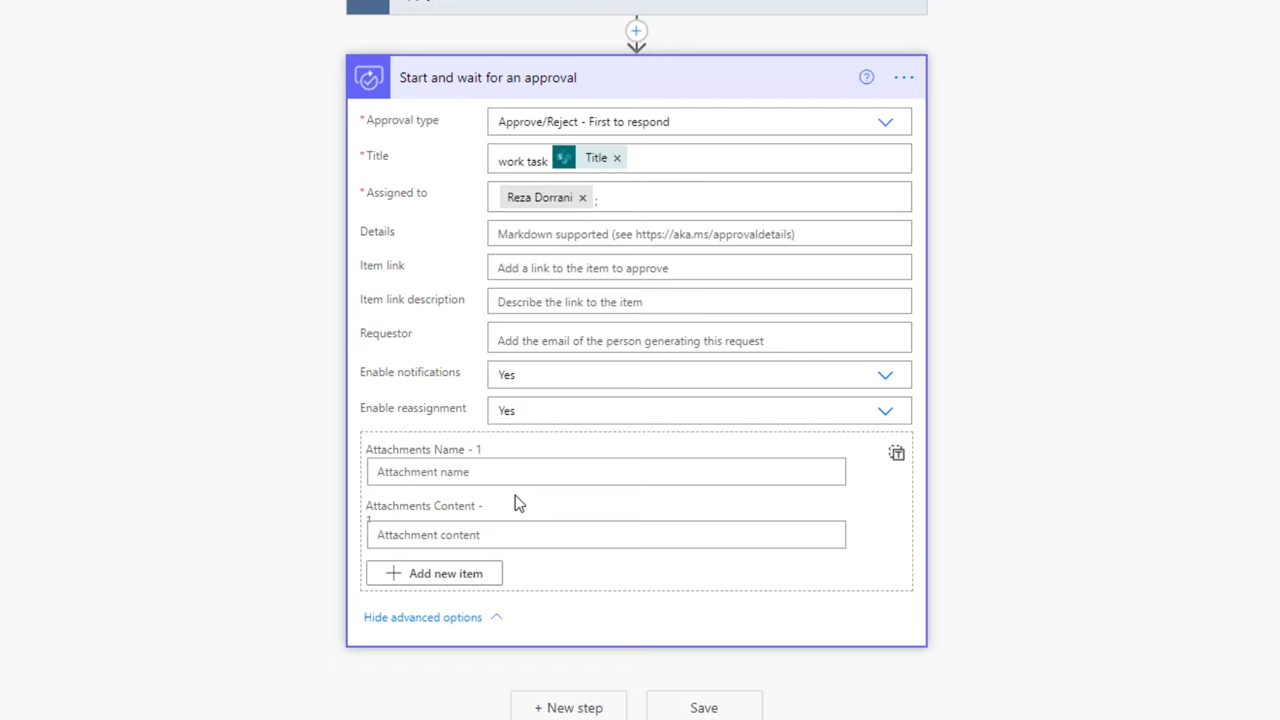 Start and wait for an approval
* Approval type
Approve/Reject - First to respond
* Title
work task Title ×
* Assigned to
Reza Dorrani × ;
Details
Markdown supported (see https://aka.ms/approvaldetails)
Item link
Add a link to the item to approve
Item link description
Describe the link to the item
Requestor
Add the email of the person generating this request
Enable notifications
Yes
Enable reassignment
Yes
Attachments Name - 1
Attachment name
Attachments Content -
1
Attachment content
+ Add new item
Hide advanced options
+ New step
Save